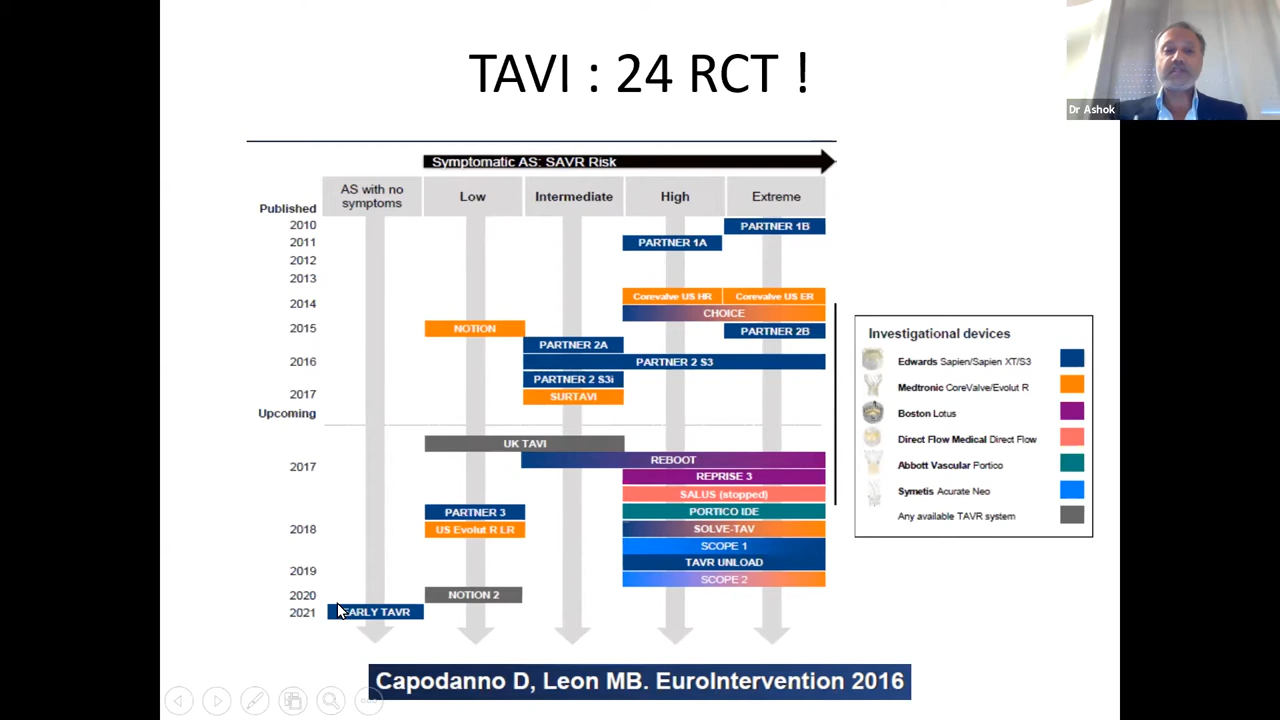 TAVI : 24 RCT !
Dr Ashok
Symptomatic AS: SAVR Risk
AS with no symptoms
Low
Intermediate
High
Extreme
Published
2010
PARTNER 1B
2011
PARTNER 1A
2012
2013
2014
Corevalve US HR
Corevalve US ER
CHOICE
2015
NOTION
PARTNER 2B
PARTNER 2A
2016
PARTNER 2 S3
PARTNER 2 S3i
2017
SURTAVI
Upcoming
UK TAVI
2017
REBOOT
REPRISE 3
SALUS (stopped)
PARTNER 3
PORTICO IDE
2018
US Evolut R LR
SOLVE-TAV
SCOPE 1
TAVR UNLOAD
2019
SCOPE 2
2020
NOTION 2
2021
EARLY TAVR
Investigational devices
Edwards Sapien/Sapien XT/S3
Medtronic CoreValve/Evolut R
Boston Lotus
Direct Flow Medical Direct Flow
Abbott Vascular Portico
Symetis Acurate Neo
Any available TAVR system
Capodanno D, Leon MB. EuroIntervention 2016